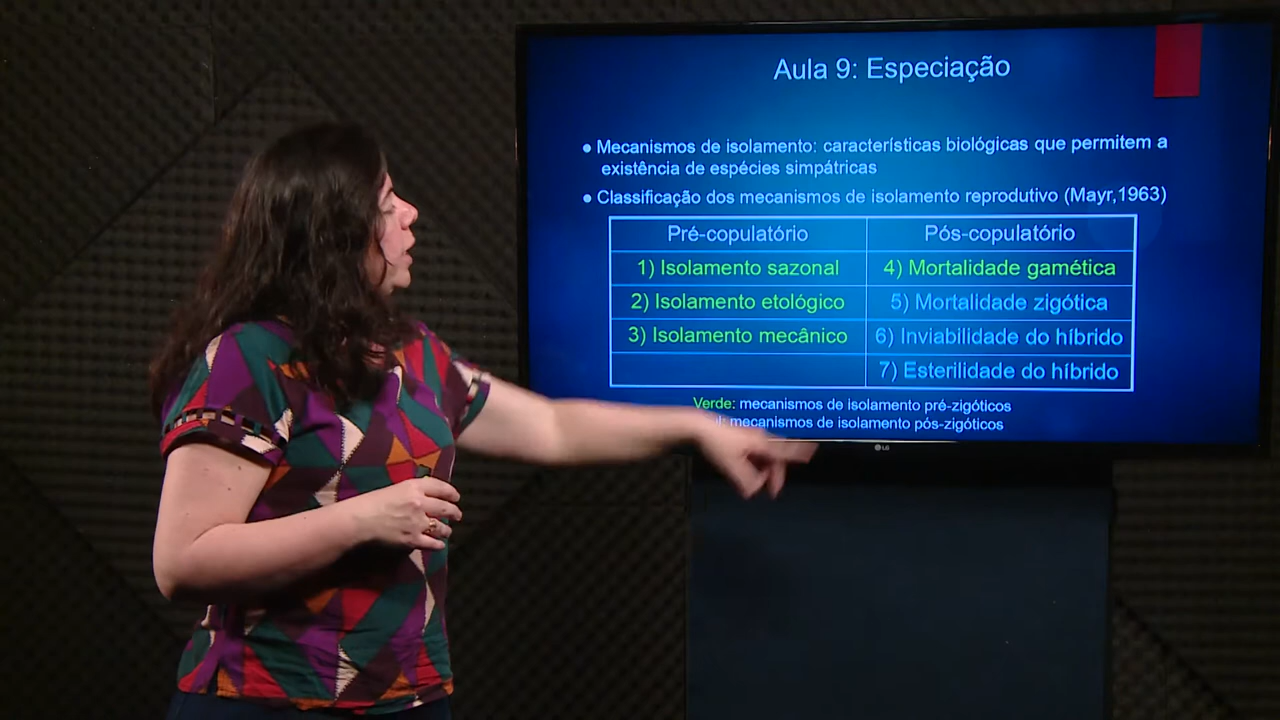 Aula 9: Especiação
● Mecanismos de isolamento: características biológicas que permitem a
existência de espécies simpátricas
● Classificação dos mecanismos de isolamento reprodutivo (Mayr,1963)
Pré-copulatório Pós-copulatório
1) Isolamento sazonal 4) Mortalidade gamética
2) Isolamento etológico 5) Mortalidade zigótica
3) Isolamento mecânico 6) Inviabilidade do híbrido
7) Esterilidade do híbrido
Verde: mecanismos de isolamento pré-zigóticos
mecanismos de isolamento pós-zigóticos
LG